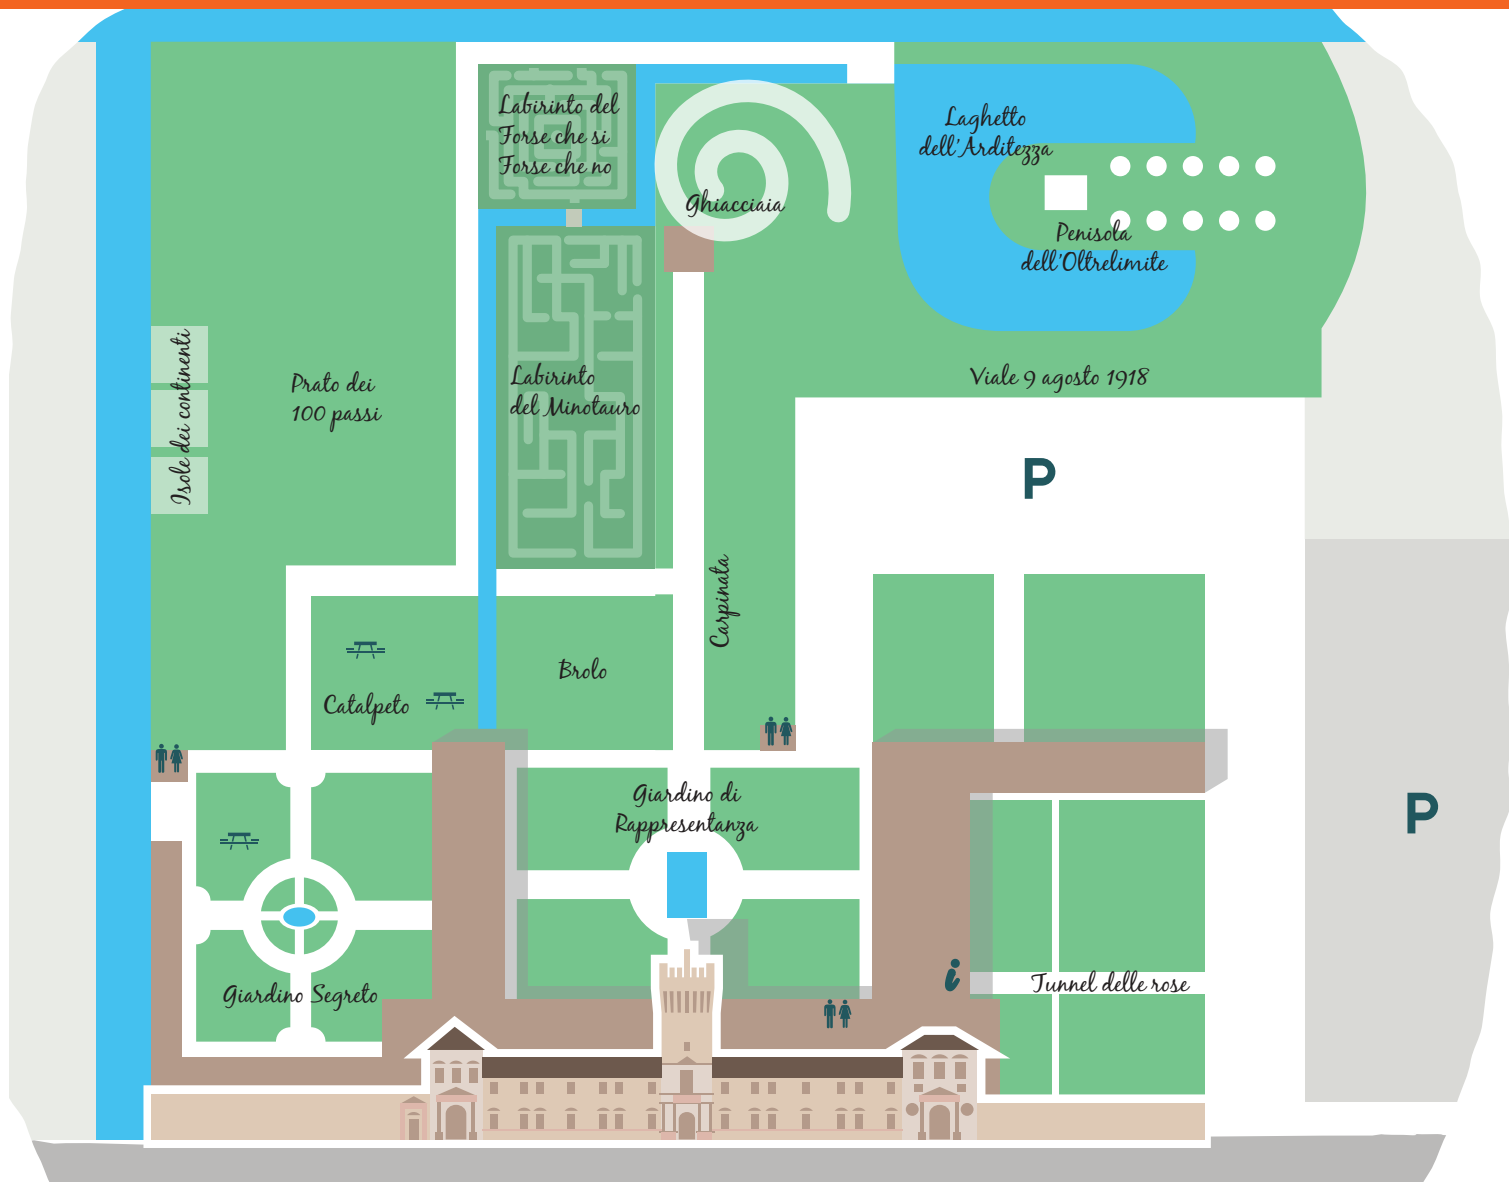 Labirinto del
Forse che si
Forse che no
Laghetto
dell'Arditezza
Ghiacciaia
Penisola
dell'Oltrelimite
Isole dei continenti
Prato dei
100 passi
Labirinto
del Minotauro
Viale 9 agosto 1918
P
Carpinata
Brolo
Catalpeto
Giardino di
Rappresentanza
P
i
Tunnel delle rose
Giardino Segreto